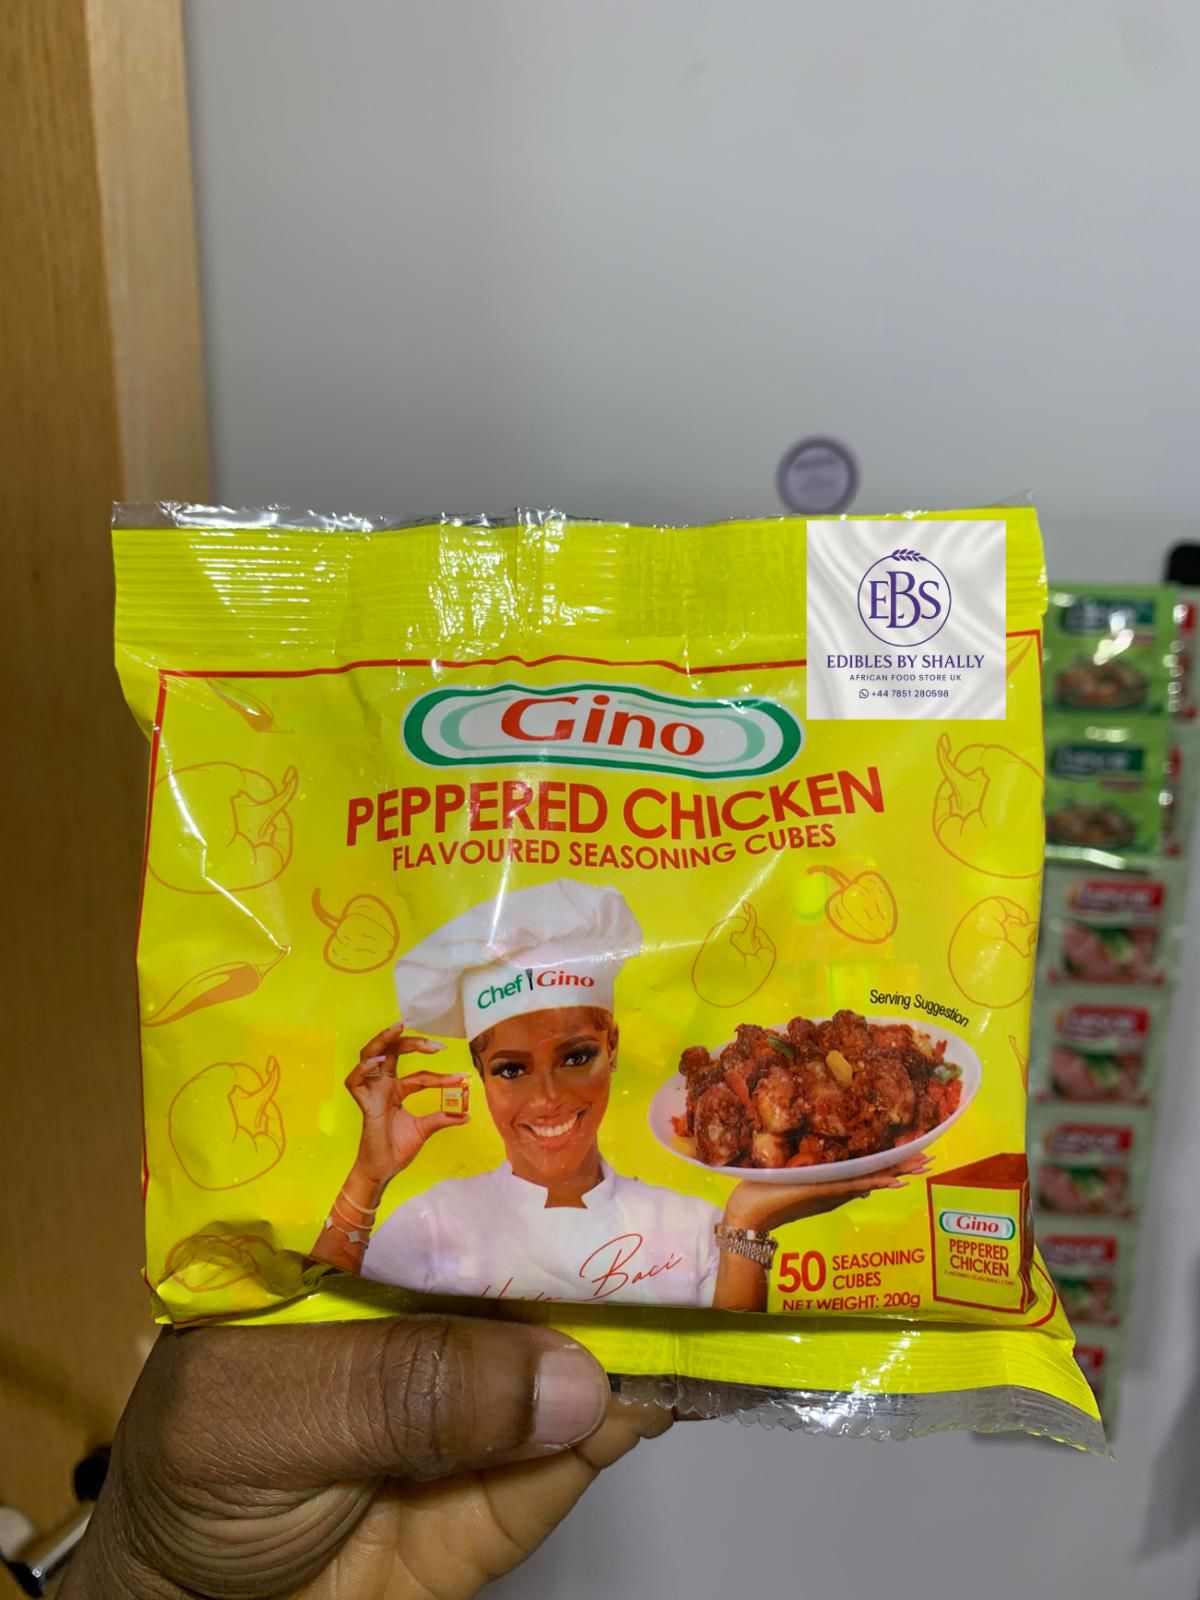 EBS
EDIBLES BY SHALLY
AFRICAN FOOD STORE UK
+44 7851 280598
Gino
PEPPERED CHICKEN
FLAVOURED SEASONING CUBES
Chef Gino
Serving Suggestion
Baci
50 SEASONING
CUBES
NET WEIGHT: 200g
Gino
PEPPERED
CHICKEN